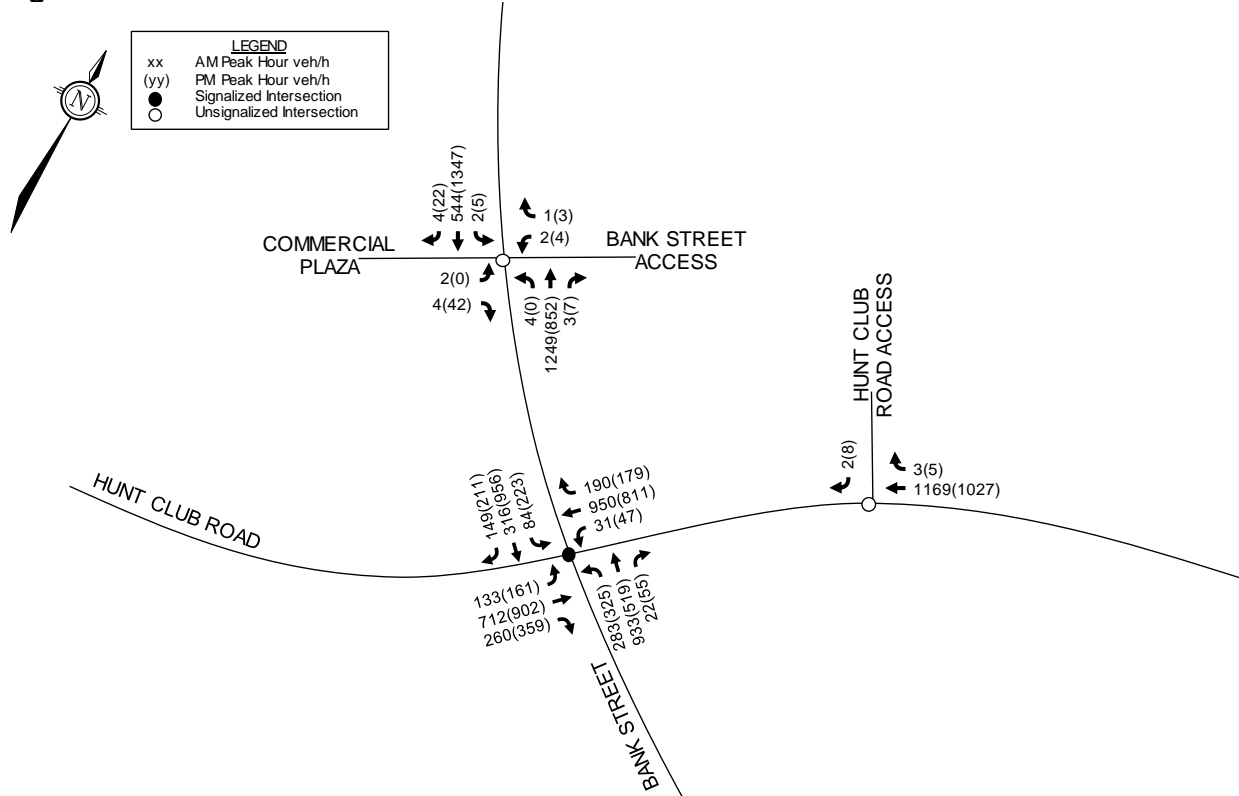 LEGEND
xx AM Peak Hour veh/h
(yy) PM Peak Hour veh/h
Signalized Intersection
Unsignalized Intersection
N
4(22)
544(1347)
2(5)
1(3)
2(4)
COMMERCIAL
PLAZA
BANK STREET
ACCESS
2(0)
4(42)
4(0)
1249(852)
3(7)
HUNT CLUB
ROAD ACCESS
2(8)
3(5)
1169(1027)
HUNT CLUB ROAD
149(211)
316(956)
84(223)
190(179)
950(811)
31(47)
133(161)
712(902)
260(359)
283(325)
933(519)
22(55)
BANK STREET